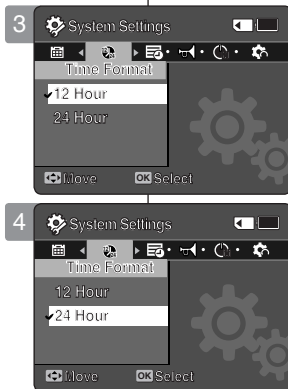 3
System Settings
Time Format
12 Hour
24 Hour
Move OK Select
4
System Settings
Time Format
12 Hour
24 Hour
Move OK Select